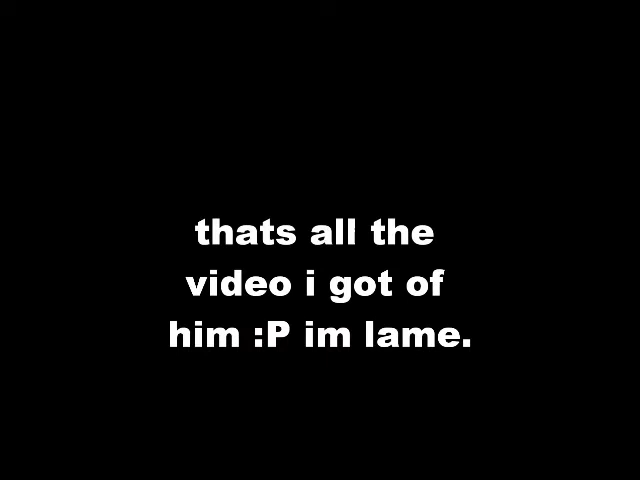 thats all the
video i got of
him :P im lame.